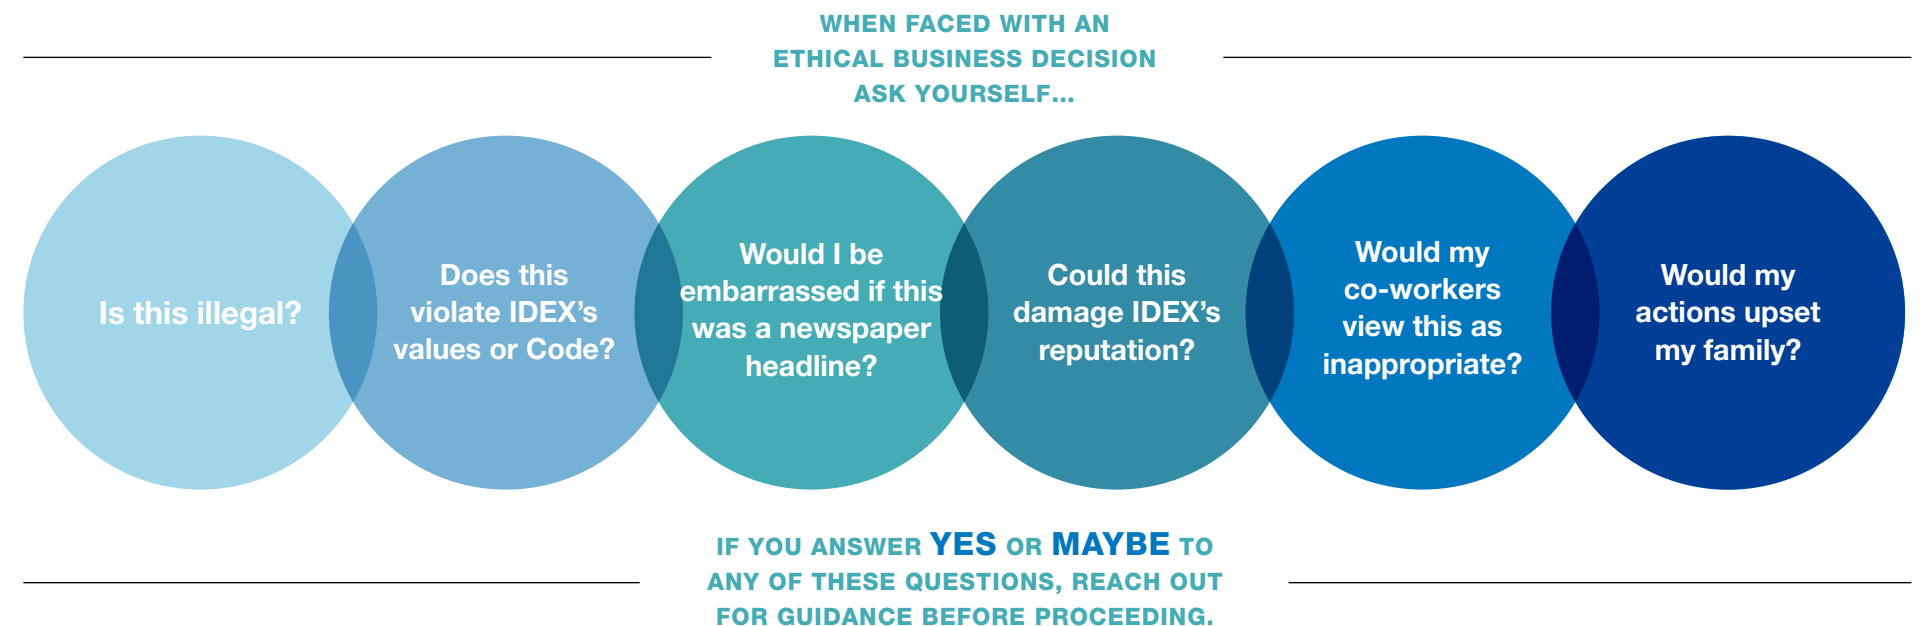 WHEN FACED WITH AN
ETHICAL BUSINESS DECISION
ASK YOURSELF...
Is this illegal?
Does this
violate IDEX’s
values or Code?
Would I be
embarrassed if this
was a newspaper
headline?
Could this
damage IDEX’s
reputation?
Would my
co-workers
view this as
inappropriate?
Would my
actions upset
my family?
IF YOU ANSWER YES OR MAYBE TO
ANY OF THESE QUESTIONS, REACH OUT
FOR GUIDANCE BEFORE PROCEEDING.